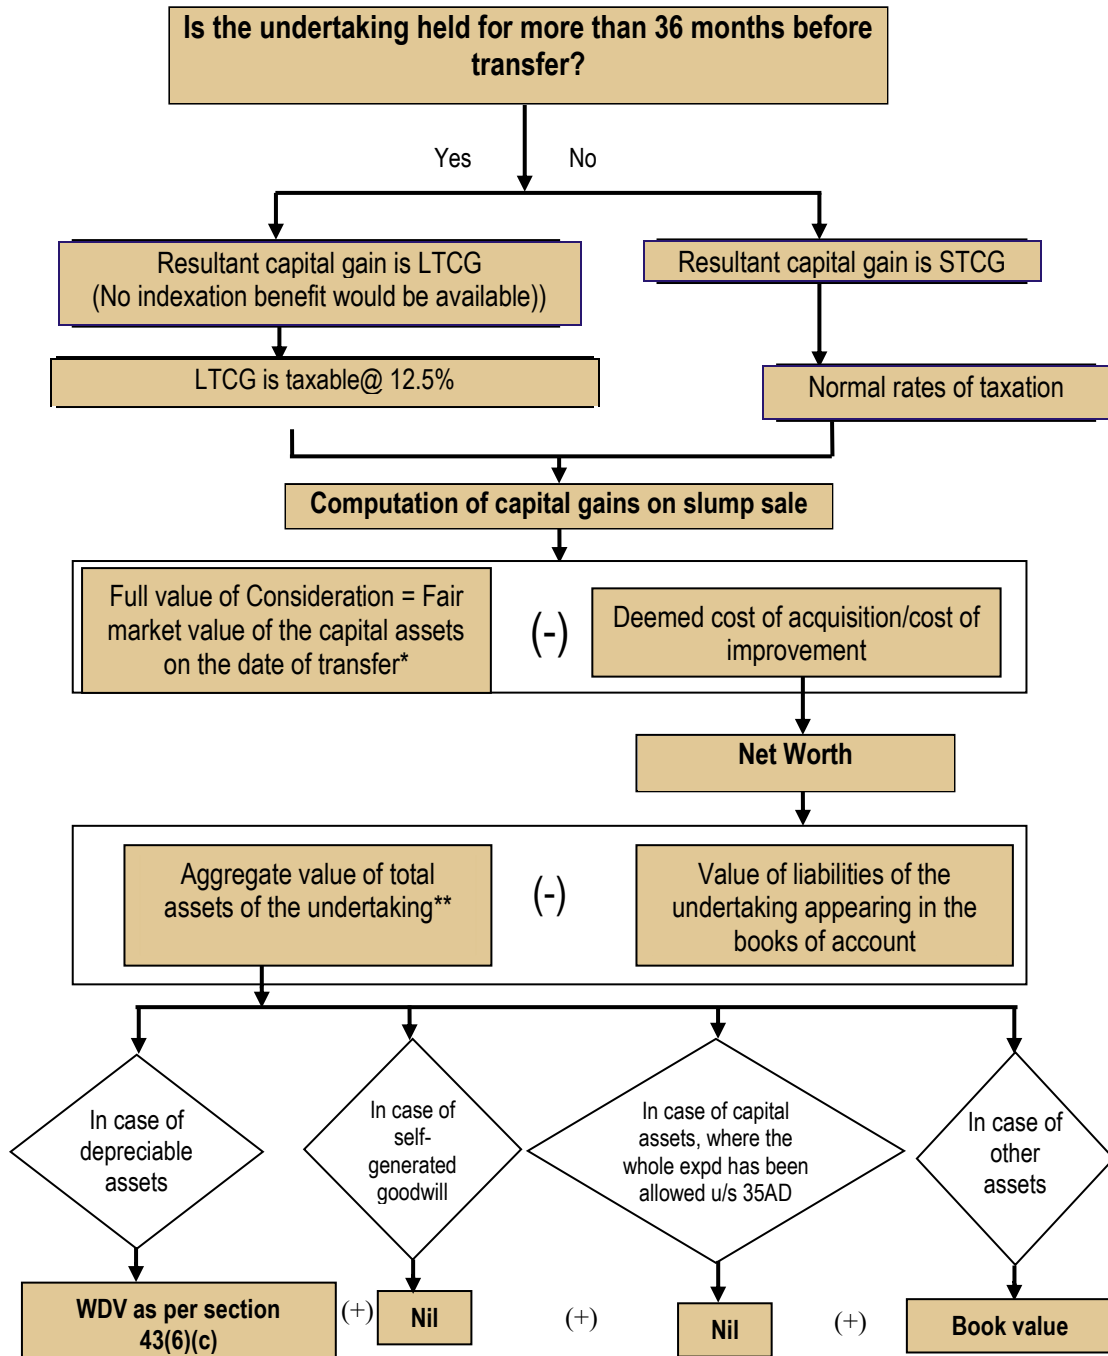 Is the undertaking held for more than 36 months before
transfer?
Yes
No
Resultant capital gain is LTCG
(No indexation benefit would be available))
Resultant capital gain is STCG
LTCG is taxable@ 12.5%
Normal rates of taxation
Computation of capital gains on slump sale
Full value of Consideration = Fair
market value of the capital assets
on the date of transfer*
(-)
Deemed cost of acquisition/cost of
improvement
Net Worth
Aggregate value of total
assets of the undertaking**
(-)
Value of liabilities of the
undertaking appearing in the
books of account
In case of
depreciable
assets
In case of
self-
generated
goodwill
In case of capital
assets, where the
whole expd has been
allowed u/s 35AD
In case of
other
assets
WDV as per section
43(6)(c)
(+)
Nil
(+)
Nil
(+)
Book value